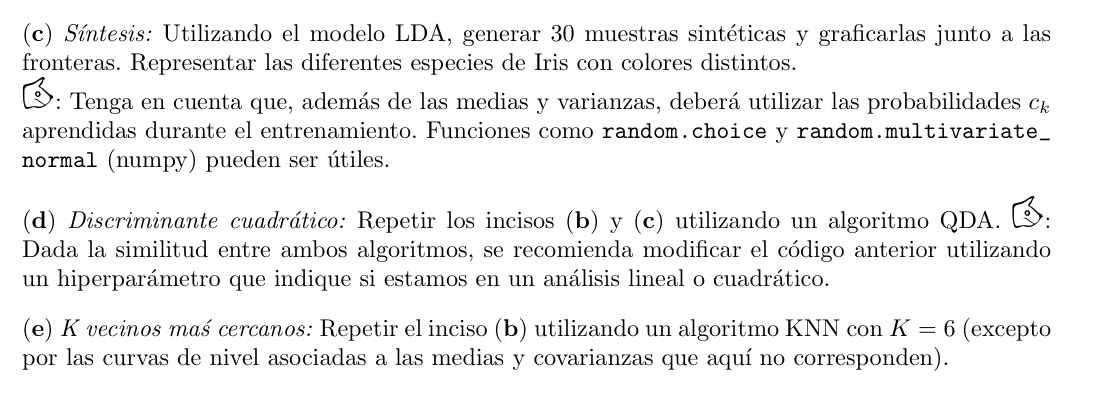 (c) Síntesis: Utilizando el modelo LDA, generar 30 muestras sintéticas y graficarlas junto a las
fronteras. Representar las diferentes especies de Iris con colores distintos.
: Tenga en cuenta que, además de las medias y varianzas, deberá utilizar las probabilidades c_k
aprendidas durante el entrenamiento. Funciones como random.choice y random.multivariate_
normal (numpy) pueden ser útiles.
(d) Discriminante cuadrático: Repetir los incisos (b) y (c) utilizando un algoritmo QDA. :
Dada la similitud entre ambos algoritmos, se recomienda modificar el código anterior utilizando
un hiperparámetro que indique si estamos en un análisis lineal o cuadrático.
(e) K vecinos maś cercanos: Repetir el inciso (b) utilizando un algoritmo KNN con K = 6 (excepto
por las curvas de nivel asociadas a las medias y covarianzas que aquí no corresponden).